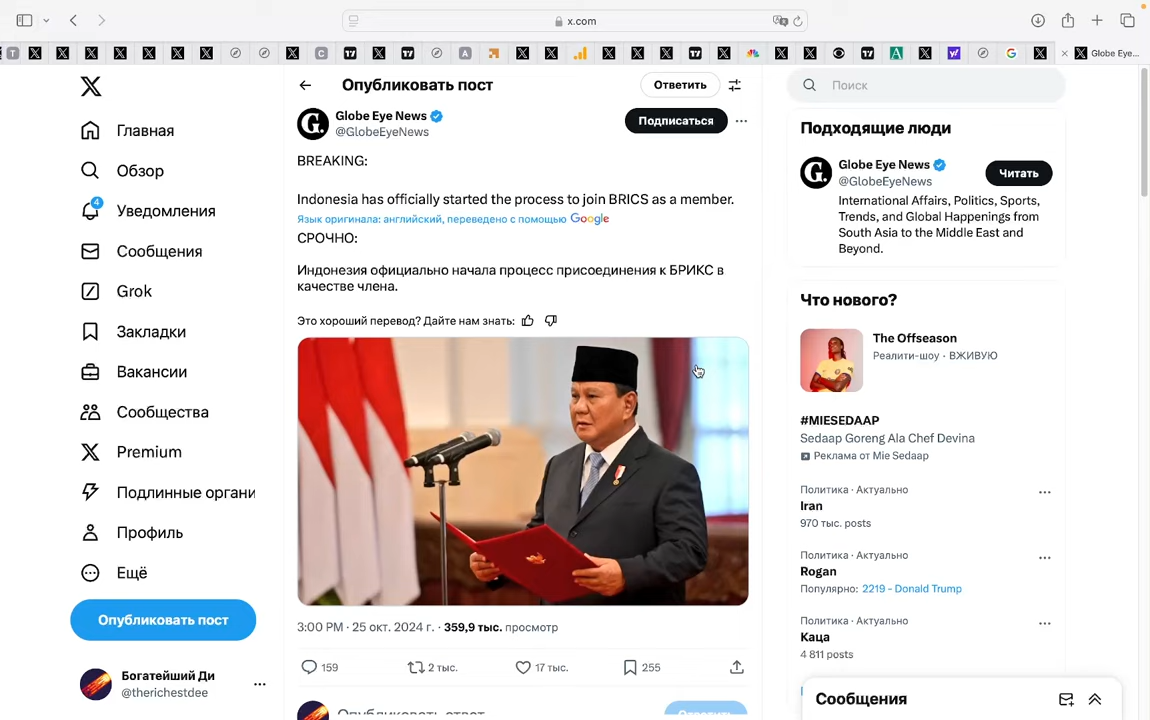 x.com
Globe Eye...
Опубликовать пост
Ответить
Globe Eye News
@GlobeEyeNews
Подписаться
BREAKING:
Indonesia has officially started the process to join BRICS as a member.
Язык оригинала: английский, переведено с помощью Google
СРОЧНО:
Индонезия официально начала процесс присоединения к БРИКС в
качестве члена.
Это хороший перевод? Дайте нам знать:
3:00 PM · 25 окт. 2024 г. · 359,9 тыс. просмотр
159
2 тыс.
17 тыс.
255
Главная
Обзор
4
Уведомления
Сообщения
Grok
Закладки
Вакансии
Сообщества
Premium
Подлинные органи
Профиль
Ещё
Опубликовать пост
Богатейший Ди
@therichestdee
Поиск
Подходящие люди
Globe Eye News
@GlobeEyeNews
Читать
International Affairs, Politics, Sports,
Trends, and Global Happenings from
South Asia to the Middle East and
Beyond.
Что нового?
The Offseason
Реалити-шоу · ВЖИВУЮ
#MIESEDAAP
Sedaap Goreng Ala Chef Devina
Реклама от Mie Sedaap
Политика · Актуально
Iran
970 тыс. posts
Политика · Актуально
Rogan
Популярно: 2219 - Donald Trump
Политика · Актуально
Каца
4 811 posts
Сообщения